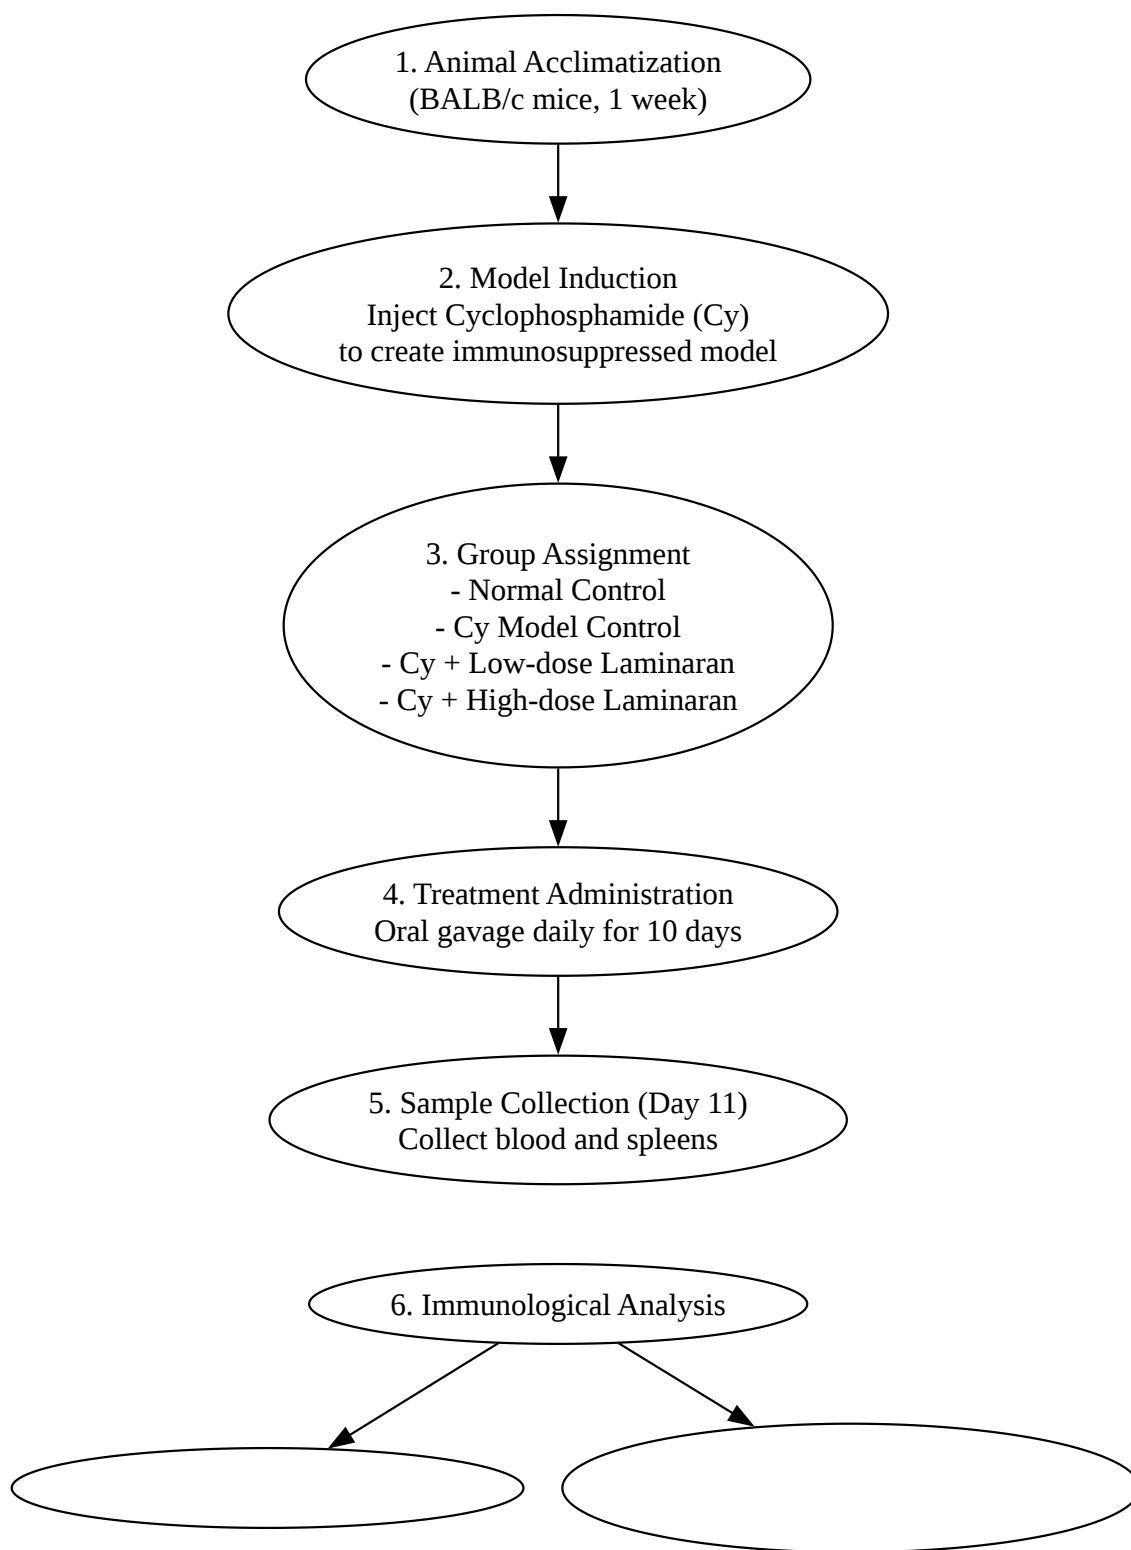 1. Animal Acclimatization
(BALB/c mice, 1 week)
2. Model Induction
Inject Cyclophosphamide (Cy)
to create immunosuppressed model
3. Group Assignment
- Normal Control
- Cy Model Control
- Cy + Low-dose Laminaran
- Cy + High-dose Laminaran
4. Treatment Administration
Oral gavage daily for 10 days
5. Sample Collection (Day 11)
Collect blood and spleens
6. Immunological Analysis